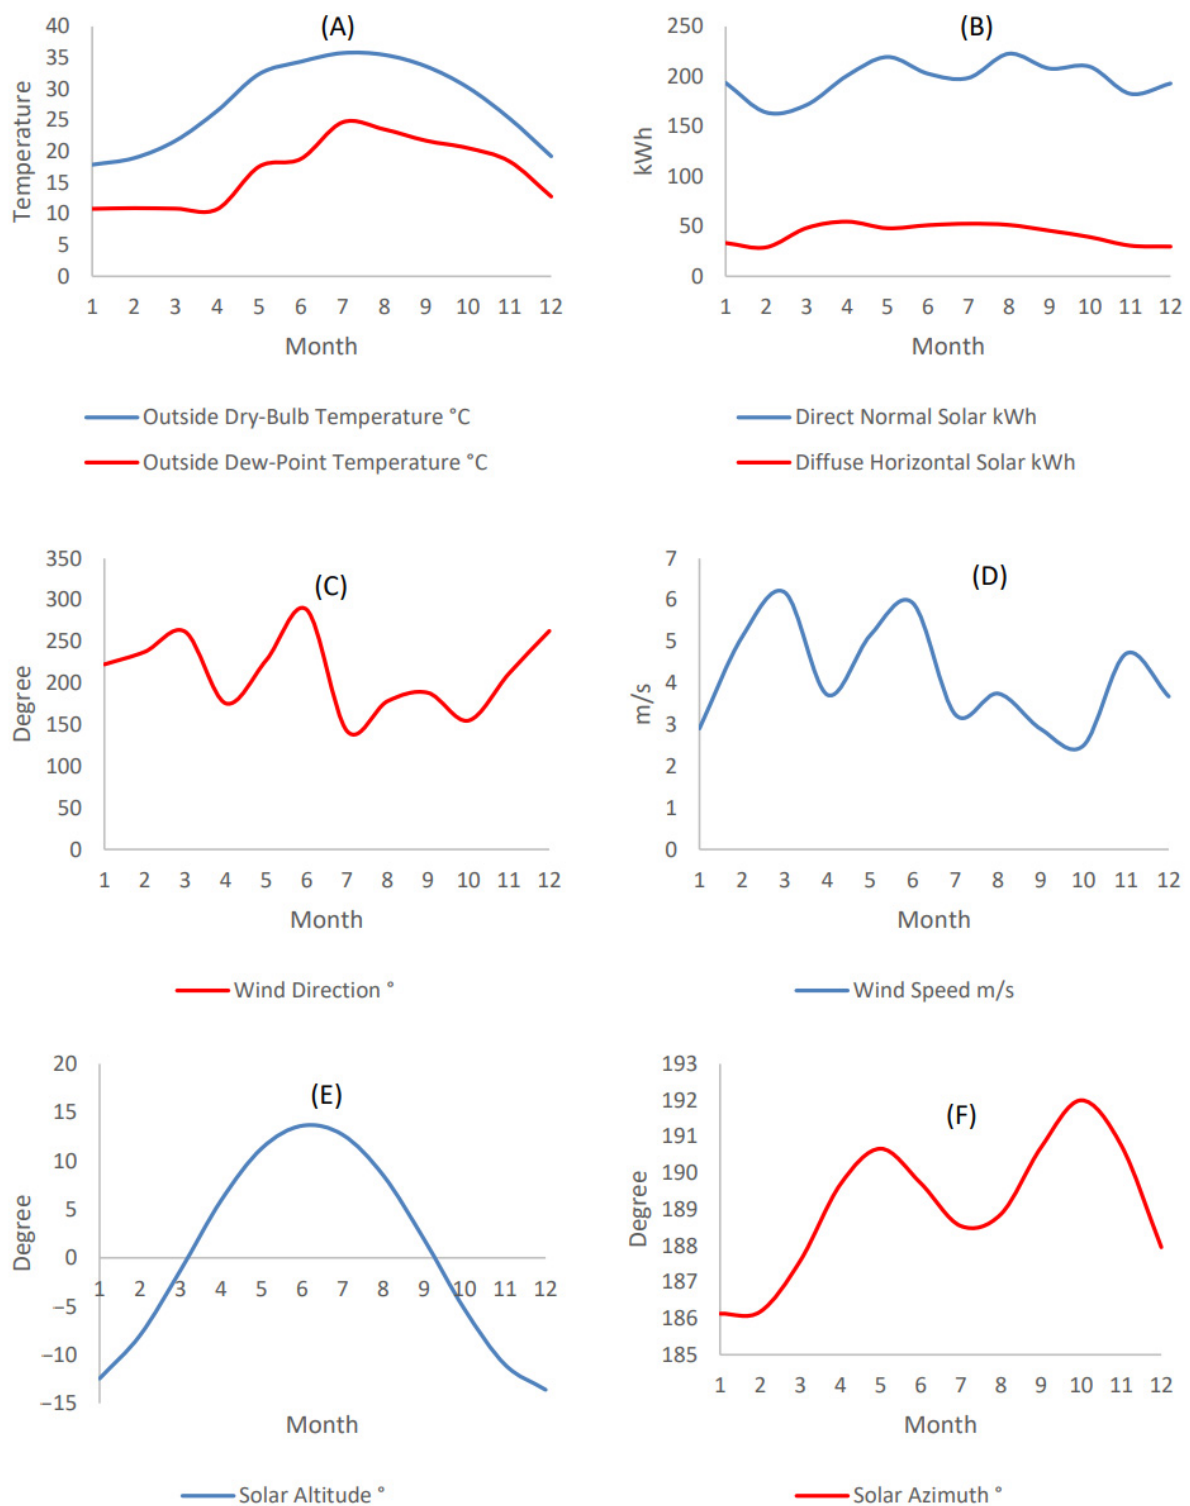 (A)
40
35
30
25
20
15
10
5
0
Temperature
1 2 3 4 5 6 7 8 9 10 11 12
Month
Outside Dry-Bulb Temperature °C
Outside Dew-Point Temperature °C
(B)
250
200
150
100
50
0
kWh
1 2 3 4 5 6 7 8 9 10 11 12
Month
Direct Normal Solar kWh
Diffuse Horizontal Solar kWh
(C)
350
300
250
200
150
100
50
0
Degree
1 2 3 4 5 6 7 8 9 10 11 12
Month
Wind Direction °
(D)
7
6
5
4
3
2
1
0
m/s
1 2 3 4 5 6 7 8 9 10 11 12
Month
Wind Speed m/s
(E)
20
15
10
5
0
−5
−10
−15
Degree
1 2 3 4 5 6 7 8 9 10 11 12
Month
Solar Altitude °
(F)
193
192
191
190
189
188
187
186
185
Degree
1 2 3 4 5 6 7 8 9 10 11 12
Month
Solar Azimuth °